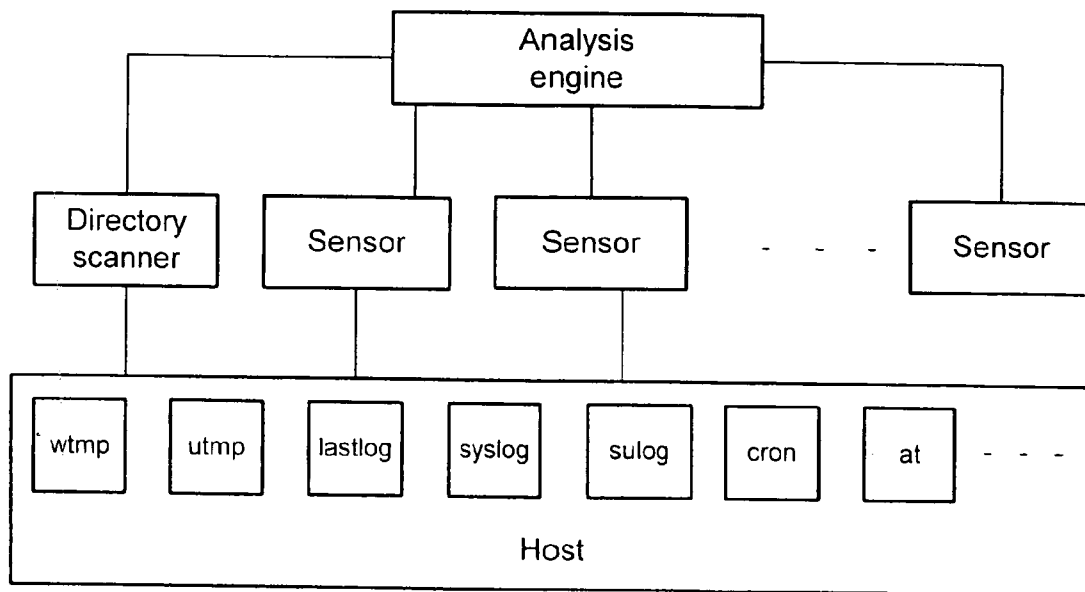 Analysis
engine
Directory
scanner
Sensor
Sensor
- - - -
Sensor
wtmp
utmp
lastlog
syslog
sulog
cron
at
- - - -
Host